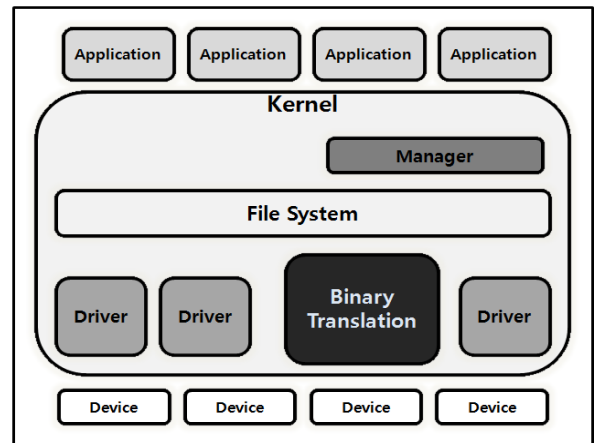 Application Application Application Application
Kernel
Manager
File System
Driver Driver Binary Translation Driver
Device Device Device Device